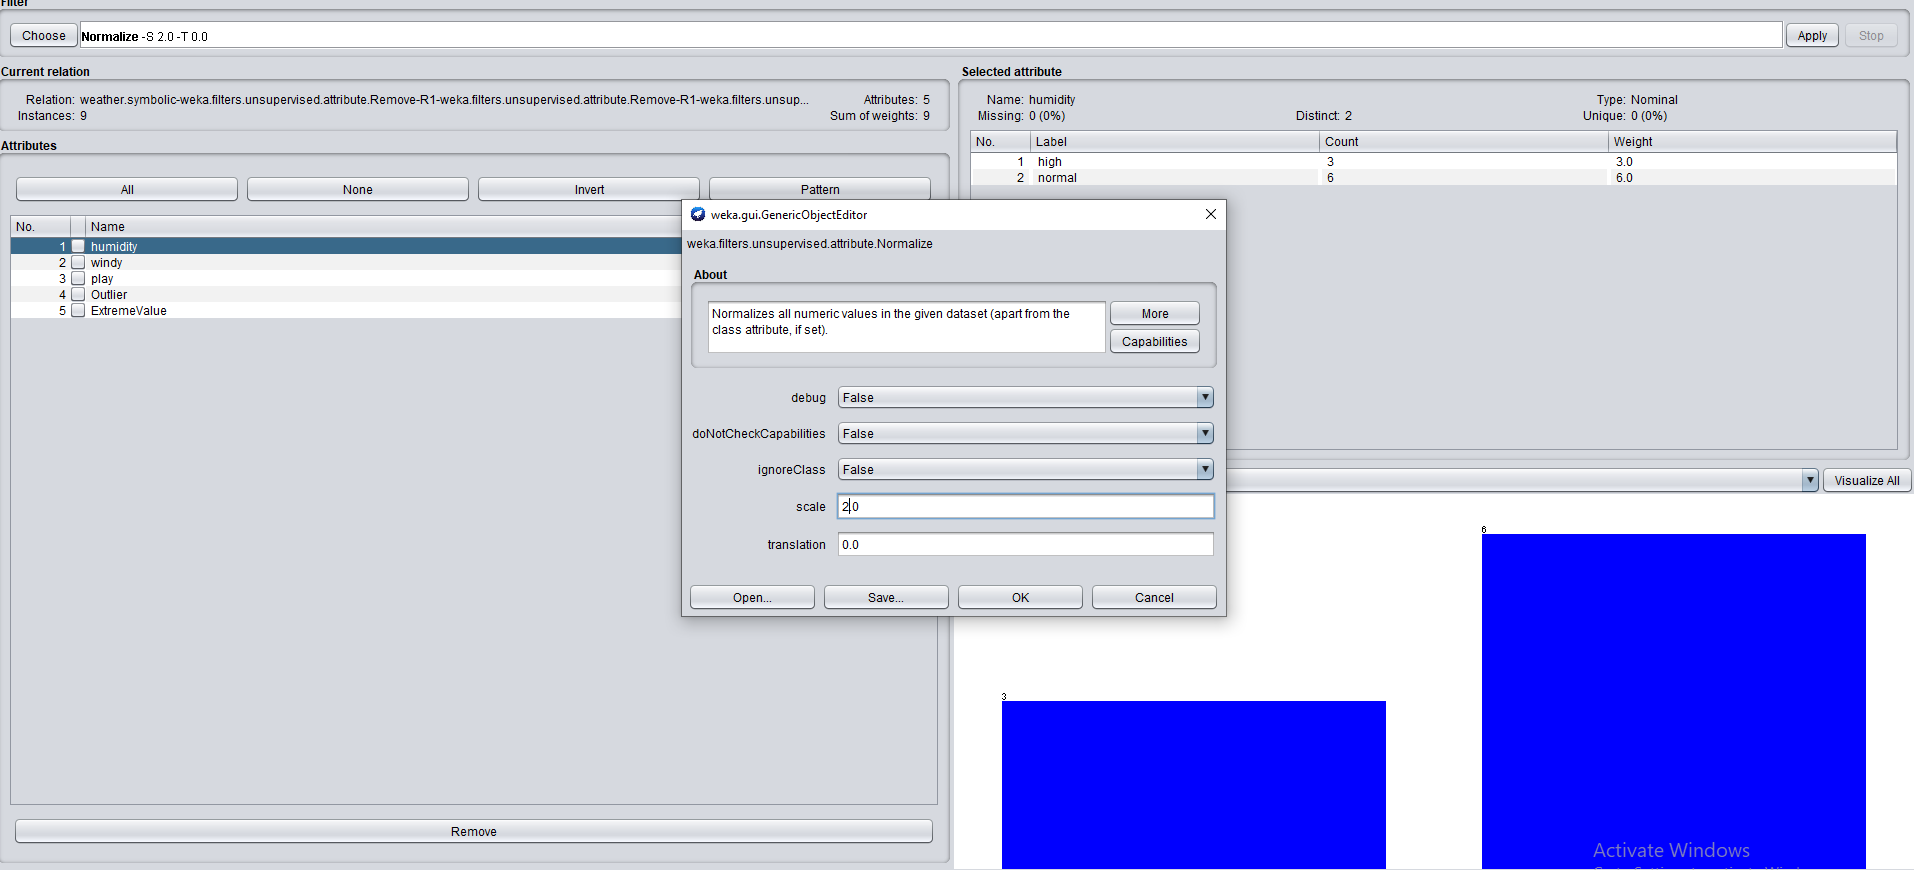 Filter
Choose Normalize -S 2.0 -T 0.0 Apply Stop
Current relation
Relation: weather.symbolic-weka.filters.unsupervised.attribute.Remove-R1-weka.filters.unsupervised.attribute.Remove-R1-weka.filters.unsup... Attributes: 5
Instances: 9 Sum of weights: 9
Attributes
All None Invert Pattern
No. Name
1 humidity
2 windy
3 play
4 Outlier
5 ExtremeValue
Remove
Selected attribute
Name: humidity Type: Nominal
Missing: 0 (0%) Distinct: 2 Unique: 0 (0%)
No. Label Count Weight
1 high 3 3.0
2 normal 6 6.0
weka.gui.GenericObjectEditor
weka.filters.unsupervised.attribute.Normalize
About
Normalizes all numeric values in the given dataset (apart from the
class attribute, if set).
More
Capabilities
debug False
doNotCheckCapabilities False
ignoreClass False
scale 2.0
translation 0.0
Open... Save... OK Cancel
Visualize All
6
3
Activate Windows